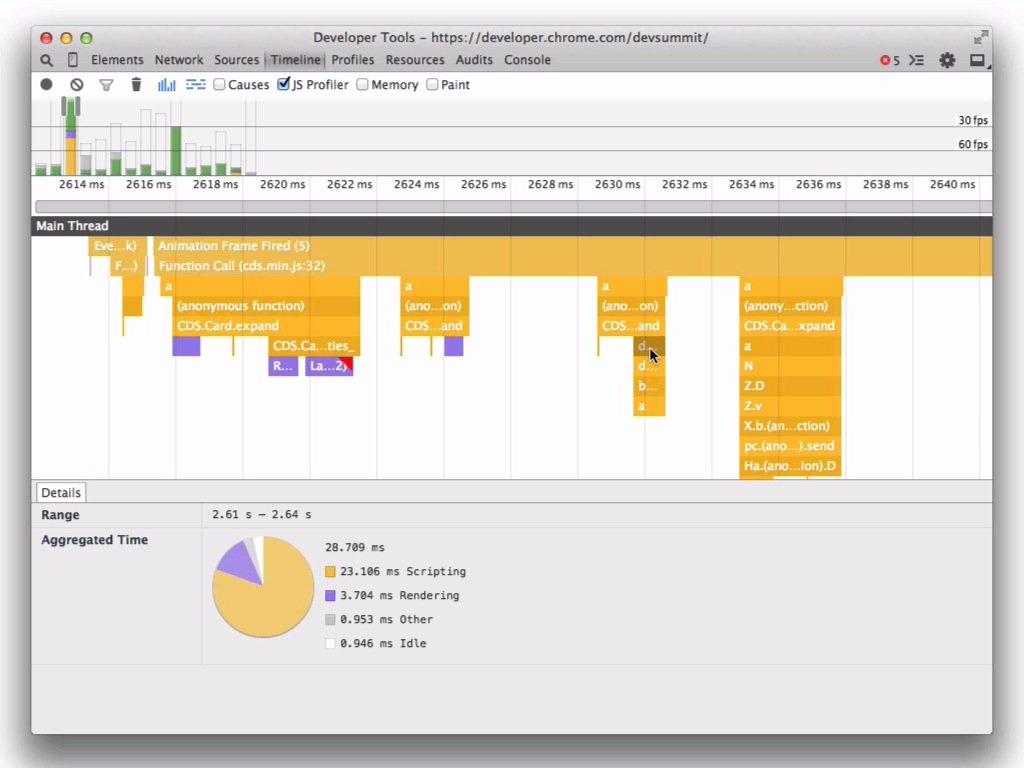 Developer Tools - https://developer.chrome.com/devsummit/
Elements Network Sources Timeline Profiles Resources Audits Console 5
Causes JS Profiler Memory Paint
30 fps
60 fps
2614 ms 2616 ms 2618 ms 2620 ms 2622 ms 2624 ms 2626 ms 2628 ms 2630 ms 2632 ms 2634 ms 2636 ms 2638 ms 2640 ms
Main Thread
Eve...k) Animation Frame Fired (5)
F...) Function Call (cds.min.js:32)
a a a a
(anonymous function) (ano...on) (ano...on) (anony...ction)
CDS.Card.expand CDS...and CDS...and CDS.Ca...xpand
CDS.Ca...ties_ d... a
R... La...2) d... N
b... Z.D
a Z.v
X.b.(an...ction)
pc.(ano...).send
Ha.(ano...ion).D
Details
Range 2.61 s – 2.64 s
Aggregated Time
28.709 ms
23.106 ms Scripting
3.704 ms Rendering
0.953 ms Other
0.946 ms Idle